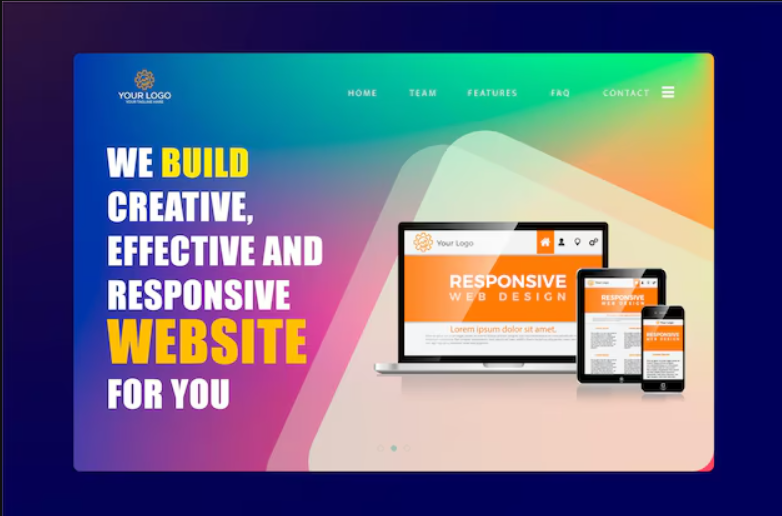 YOUR LOGO
YOUR TAGLINE HERE
HOME TEAM FEATURES FAQ CONTACT
WE BUILD
CREATIVE,
EFFECTIVE AND
RESPONSIVE
WEBSITE
FOR YOU
Your Logo
RESPONSIVE
WEB DESIGN
Lorem ipsum dolor sit amet.
RESPONSIVE
WEB DESIGN
RESPONSIVE
WEB DESIGN